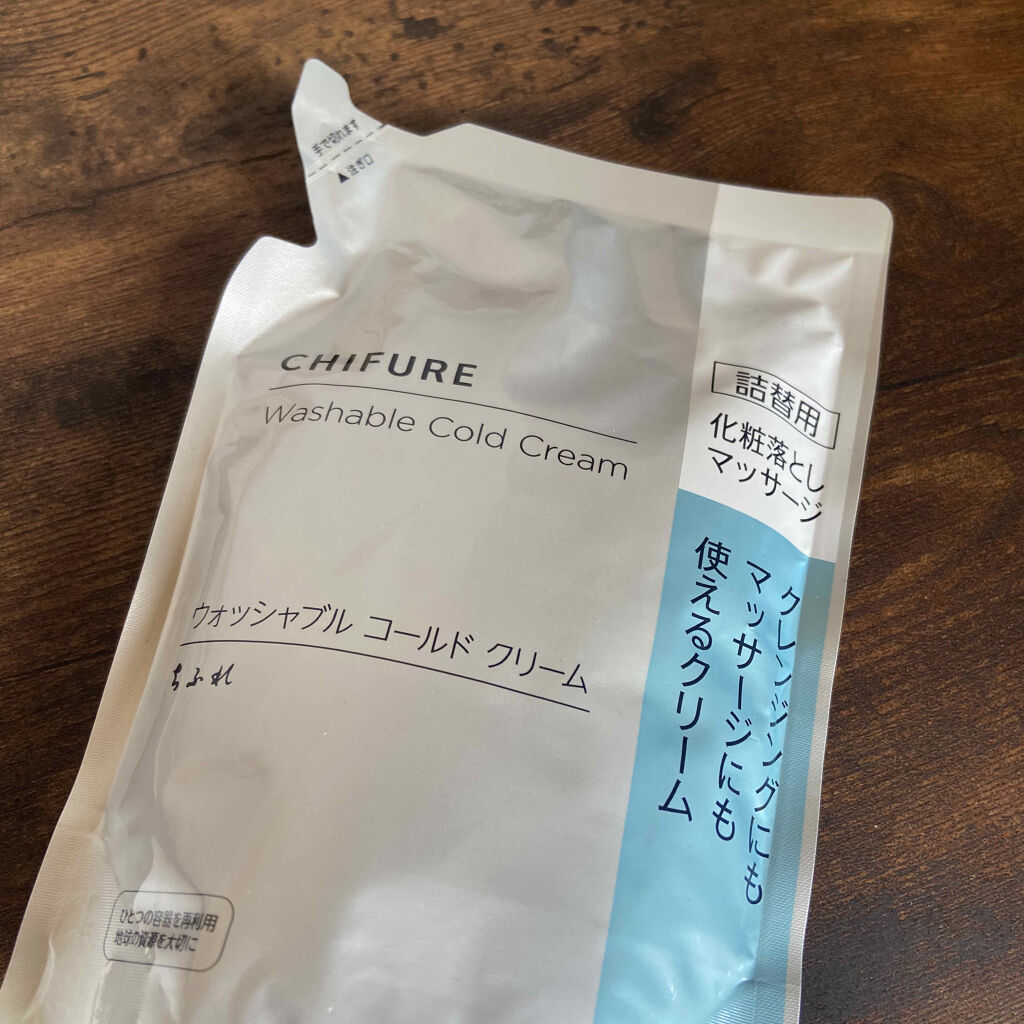 手で切れます
あけ口
CHIFURE
Washable Cold Cream
詰替用
化粧落とし
マッサージ
クレンジングにも
マッサージにも
使えるクリーム
ウォッシャブル コールド クリーム
ちふれ
ひとつの容器を再利用
地球の資源を大切に